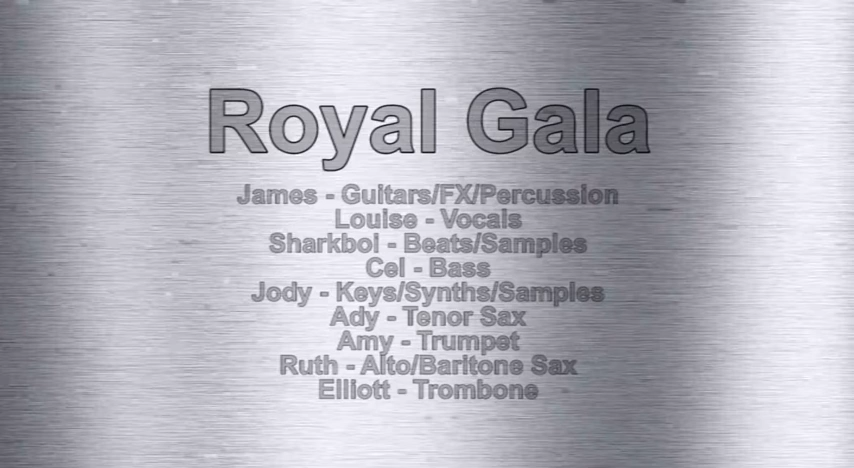 Royal Gala
James - Guitars/FX/Percussion
Louise - Vocals
Sharkboi - Beats/Samples
Cel - Bass
Jody - Keys/Synths/Samples
Ady - Tenor Sax
Amy - Trumpet
Ruth - Alto/Baritone Sax
Elliott - Trombone